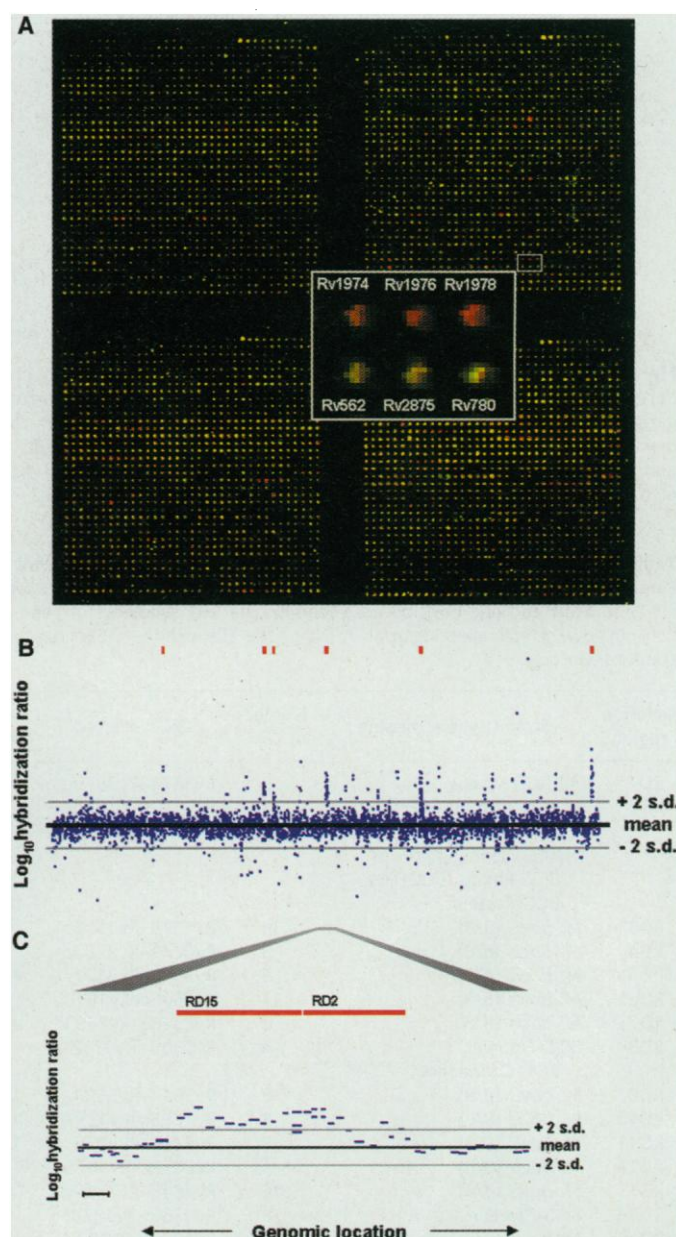 A
Rv1974 Rv1976 Rv1978
Rv562 Rv2875 Rv780
B
Log10hybridization ratio
+ 2 s.d.
mean
- 2 s.d.
C
RD15 RD2
Log10hybridization ratio
+ 2 s.d.
mean
- 2 s.d.
Genomic location